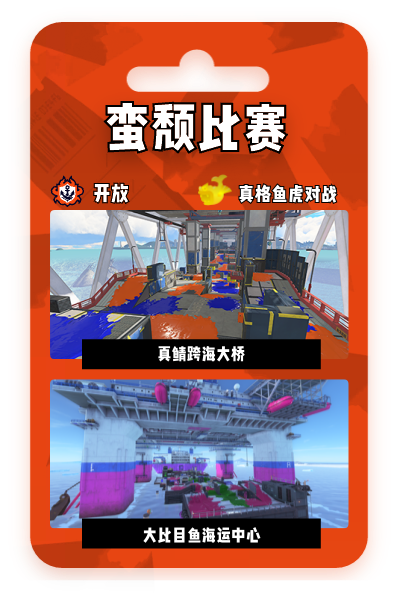 蛮颓比赛
开放
真格鱼虎对战
真鲭跨海大桥
大比目鱼海运中心